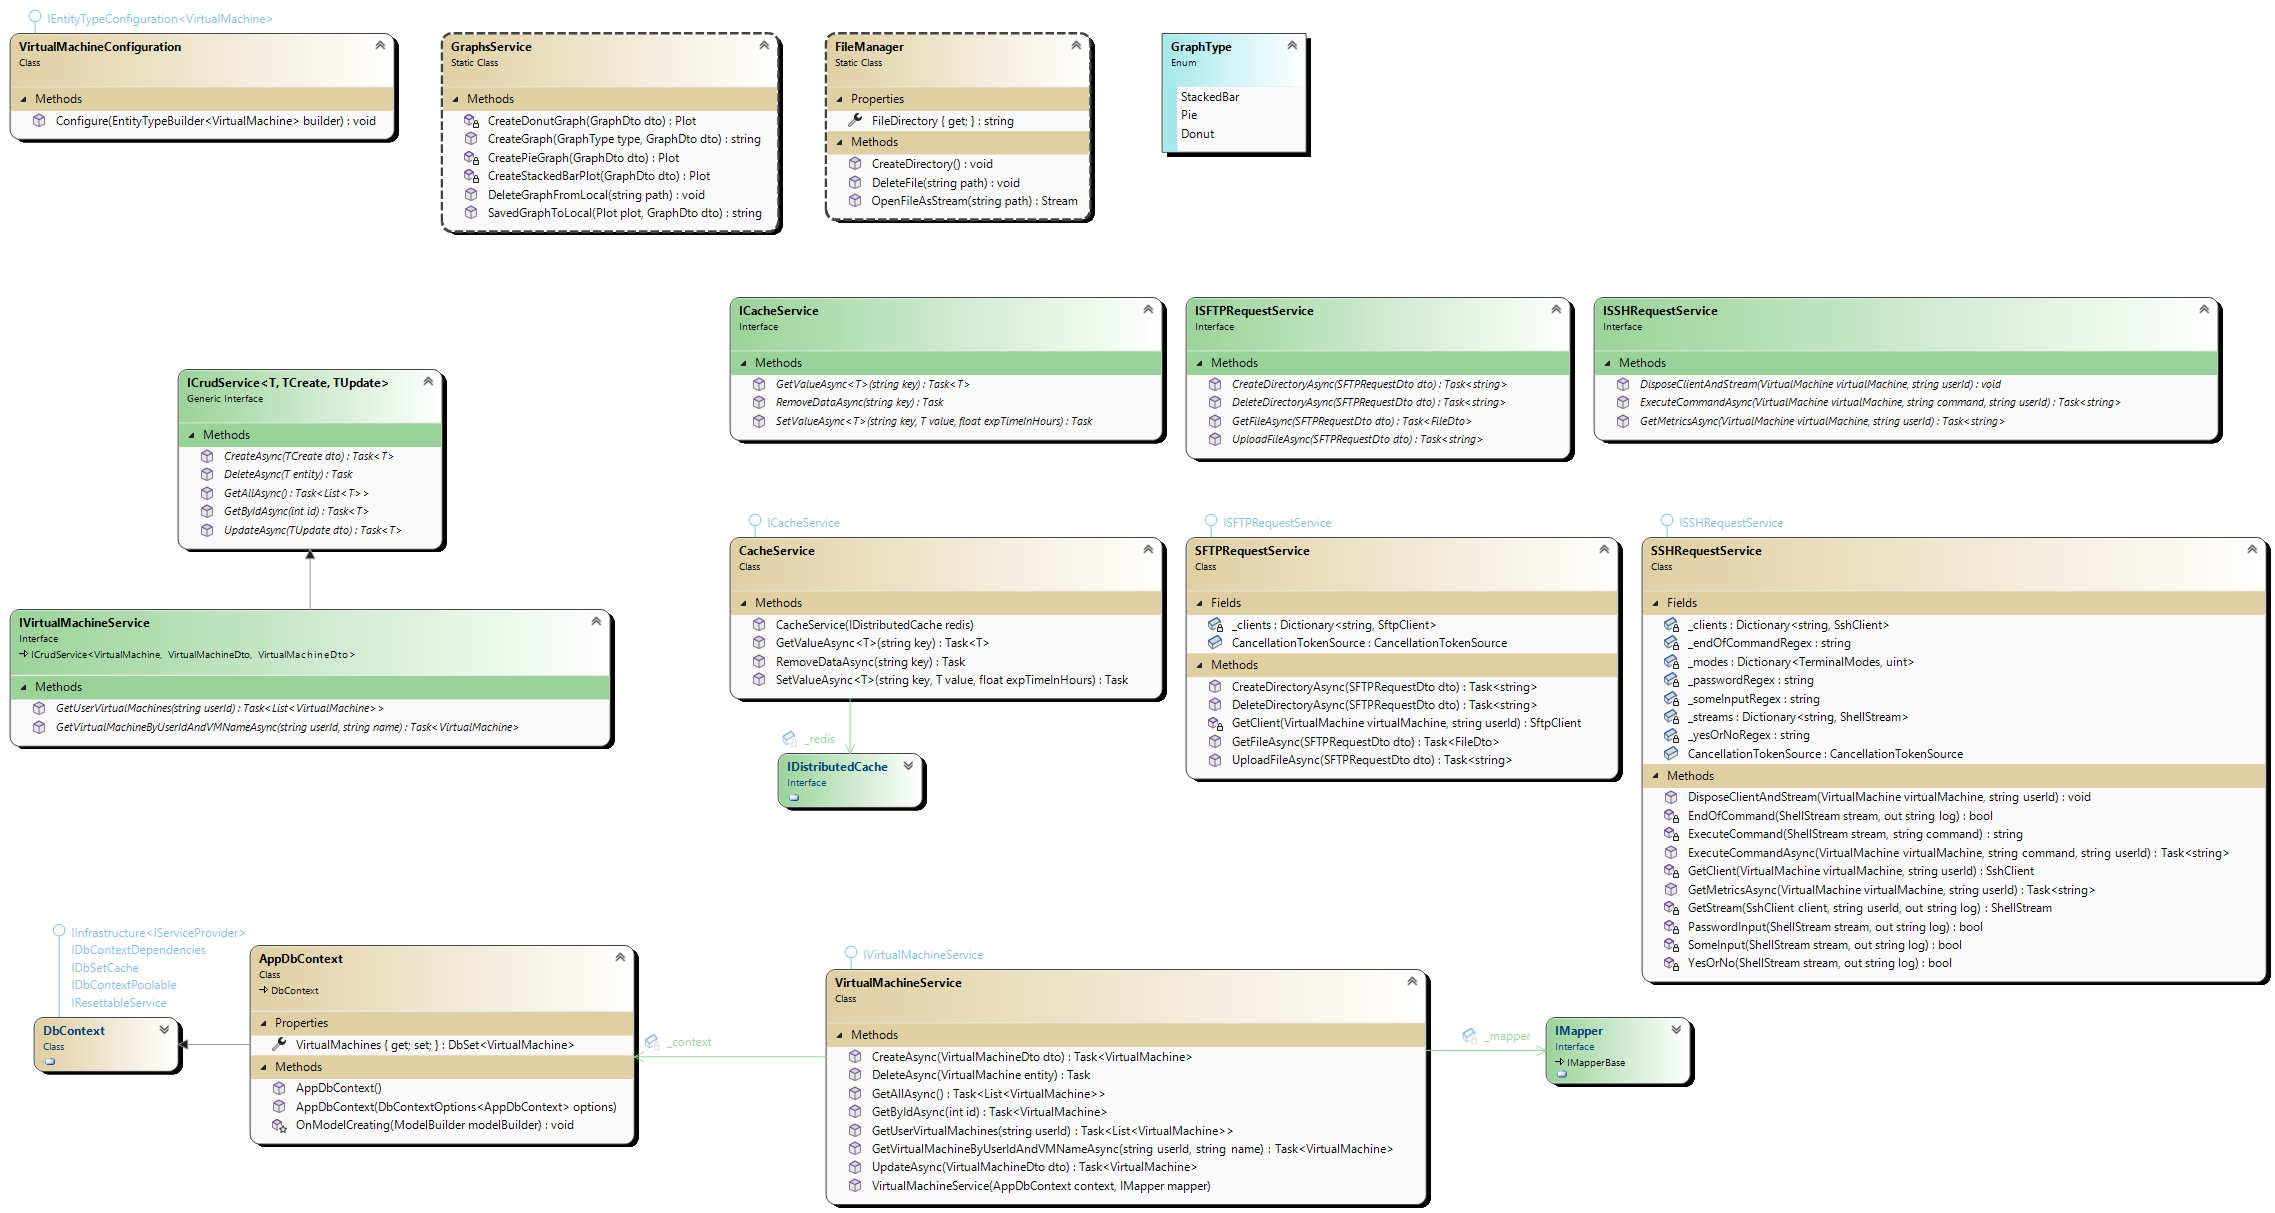 IEntityTypeConfiguration<VirtualMachine>
VirtualMachineConfiguration
Class
Methods
Configure(EntityTypeBuilder<VirtualMachine> builder) : void
GraphsService
Static Class
Methods
CreateDonutGraph(GraphDto dto) : Plot
CreateGraph(GraphType type, GraphDto dto) : string
CreatePieGraph(GraphDto dto) : Plot
CreateStackedBarPlot(GraphDto dto) : Plot
DeleteGraphFromLocal(string path) : void
SavedGraphToLocal(Plot plot, GraphDto dto) : string
FileManager
Static Class
Properties
FileDirectory { get; } : string
Methods
CreateDirectory() : void
DeleteFile(string path) : void
OpenFileAsStream(string path) : Stream
GraphType
Enum
StackedBar
Pie
Donut
ICacheService
Interface
Methods
GetValueAsync<T>(string key) : Task<T>
RemoveDataAsync(string key) : Task
SetValueAsync<T>(string key, T value, float expTimeInHours) : Task
ISFTPRequestService
Interface
Methods
CreateDirectoryAsync(SFTPRequestDto dto) : Task<string>
DeleteDirectoryAsync(SFTPRequestDto dto) : Task<string>
GetFileAsync(SFTPRequestDto dto) : Task<FileDto>
UploadFileAsync(SFTPRequestDto dto) : Task<string>
ISSHRequestService
Interface
Methods
DisposeClientAndStream(VirtualMachine virtualMachine, string userId) : void
ExecuteCommandAsync(VirtualMachine virtualMachine, string command, string userId) : Task<string>
GetMetricsAsync(VirtualMachine virtualMachine, string userId) : Task<string>
ICrudService<T, TCreate, TUpdate>
Generic Interface
Methods
CreateAsync(TCreate dto) : Task<T>
DeleteAsync(T entity) : Task
GetAllAsync() : Task<List<T>>
GetByIdAsync(int id) : Task<T>
UpdateAsync(TUpdate dto) : Task<T>
IVirtualMachineService
Interface
ICrudService<VirtualMachine, VirtualMachineDto, VirtualMachineDto>
Methods
GetUserVirtualMachines(string userId) : Task<List<VirtualMachine>>
GetVirtualMachineByUserIdAndVMNameAsync(string userId, string name) : Task<VirtualMachine>
ICacheService
CacheService
Class
Methods
CacheService(IDistributedCache redis)
GetValueAsync<T>(string key) : Task<T>
RemoveDataAsync(string key) : Task
SetValueAsync<T>(string key, T value, float expTimeInHours) : Task
_redis
IDistributedCache
Interface
ISFTPRequestService
SFTPRequestService
Class
Fields
_clients : Dictionary<string, SftpClient>
CancellationTokenSource : CancellationTokenSource
Methods
CreateDirectoryAsync(SFTPRequestDto dto) : Task<string>
DeleteDirectoryAsync(SFTPRequestDto dto) : Task<string>
GetClient(VirtualMachine virtualMachine, string userId) : SftpClient
GetFileAsync(SFTPRequestDto dto) : Task<FileDto>
UploadFileAsync(SFTPRequestDto dto) : Task<string>
ISSHRequestService
SSHRequestService
Class
Fields
_clients : Dictionary<string, SshClient>
_endOfCommandRegex : string
_modes : Dictionary<TerminalModes, uint>
_passwordRegex : string
_someInputRegex : string
_streams : Dictionary<string, ShellStream>
_yesOrNoRegex : string
CancellationTokenSource : CancellationTokenSource
Methods
DisposeClientAndStream(VirtualMachine virtualMachine, string userId) : void
EndOfCommand(ShellStream stream, out string log) : bool
ExecuteCommand(ShellStream stream, string command) : string
ExecuteCommandAsync(VirtualMachine virtualMachine, string command, string userId) : Task<string>
GetClient(VirtualMachine virtualMachine, string userId) : SshClient
GetMetricsAsync(VirtualMachine virtualMachine, string userId) : Task<string>
GetStream(SshClient client, string userId, out string log) : ShellStream
PasswordInput(ShellStream stream, out string log) : bool
SomeInput(ShellStream stream, out string log) : bool
YesOrNo(ShellStream stream, out string log) : bool
IInfrastructure<IServiceProvider>
IDbContextDependencies
IDbSetCache
IDbContextPoolable
IResettableService
DbContext
Class
AppDbContext
Class
DbContext
Properties
VirtualMachines { get; set; } : DbSet<VirtualMachine>
Methods
AppDbContext()
AppDbContext(DbContextOptions<AppDbContext> options)
OnModelCreating(ModelBuilder modelBuilder) : void
_context
IVirtualMachineService
VirtualMachineService
Class
Methods
CreateAsync(VirtualMachineDto dto) : Task<VirtualMachine>
DeleteAsync(VirtualMachine entity) : Task
GetAllAsync() : Task<List<VirtualMachine>>
GetByIdAsync(int id) : Task<VirtualMachine>
GetUserVirtualMachines(string userId) : Task<List<VirtualMachine>>
GetVirtualMachineByUserIdAndVMNameAsync(string userId, string name) : Task<VirtualMachine>
UpdateAsync(VirtualMachineDto dto) : Task<VirtualMachine>
VirtualMachineService(AppDbContext context, IMapper mapper)
_mapper
IMapper
Interface
IMapperBase